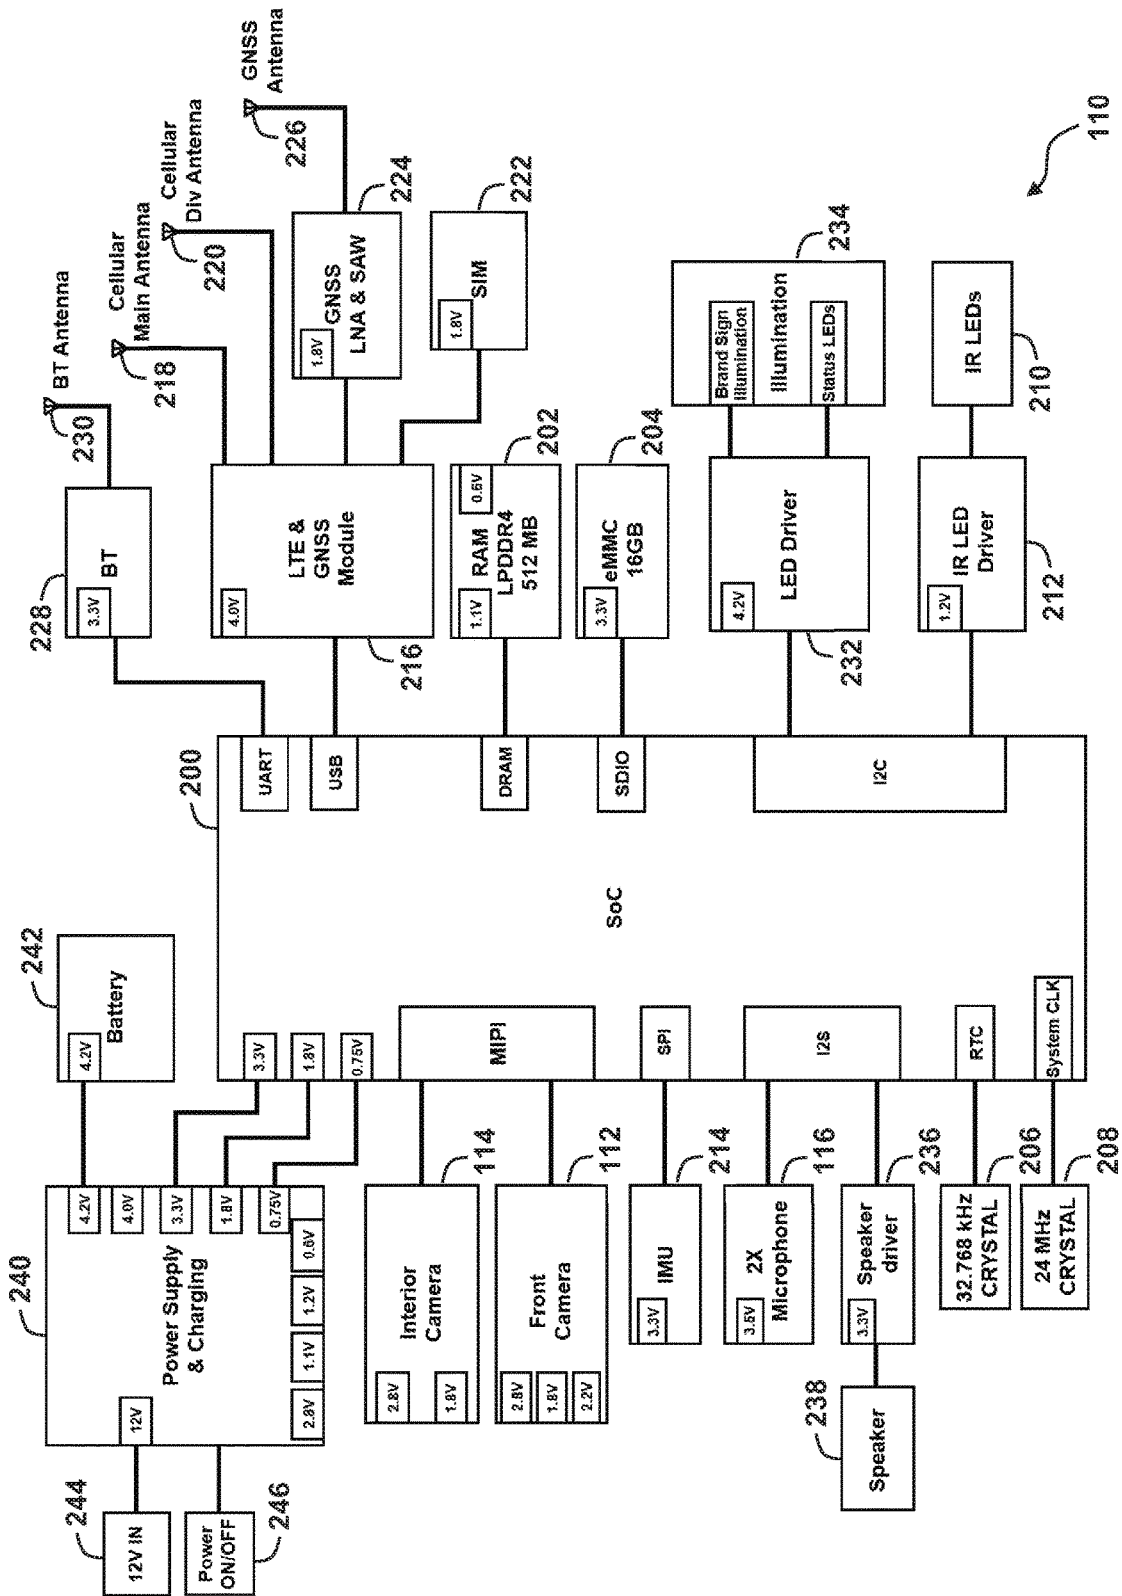 244
12V IN
Power
ON/OFF
246
240
12V
Power Supply
& Charging
4.2V
4.0V
3.3V
1.8V
0.75V
2.8V
1.1V
1.2V
0.6V
242
4.2V
Battery
228
3.3V
BT
230
BT Antenna
218
Cellular
Main Antenna
220
Cellular
Div Antenna
226
GNSS
Antenna
4.0V
LTE &
GNSS
Module
216
1.8V
GNSS
LNA & SAW
224
1.8V
SIM
222
200
3.3V
1.8V
0.75V
MIPI
SPI
I2S
RTC
System CLK
SoC
UART
USB
DRAM
SDIO
I2C
2.8V
1.8V
Interior
Camera
114
2.8V
1.8V
2.2V
Front
Camera
112
3.3V
IMU
214
3.5V
2X
Microphone
116
3.3V
Speaker
driver
236
238
Speaker
32.768 kHz
CRYSTAL
206
24 MHz
CRYSTAL
208
1.1V
RAM
LPDDR4
512 MB
0.6V
202
3.3V
eMMC
16GB
204
4.2V
LED Driver
232
Brand Sign
Illumination
Illumination
Status LEDs
234
1.2V
IR LED
Driver
212
IR LEDs
210
110